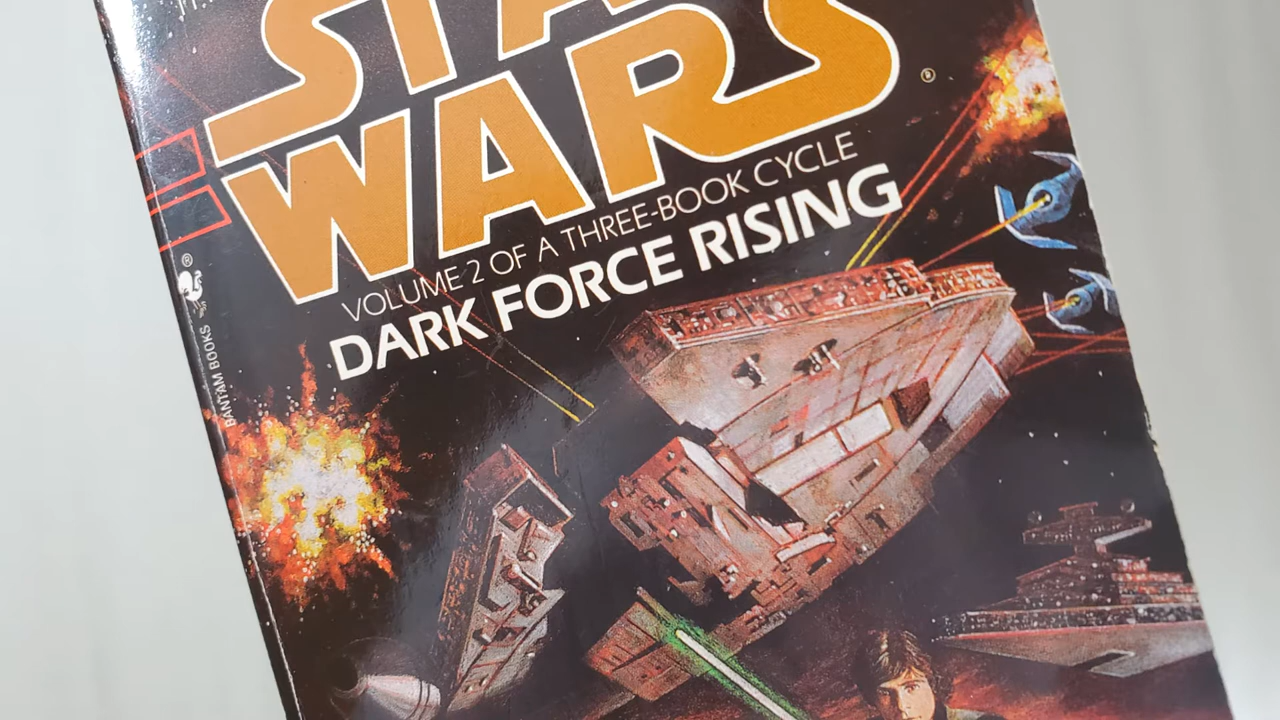 STAR
WARS®
VOLUME 2 OF A THREE-BOOK CYCLE
DARK FORCE RISING
BANTAM BOOKS